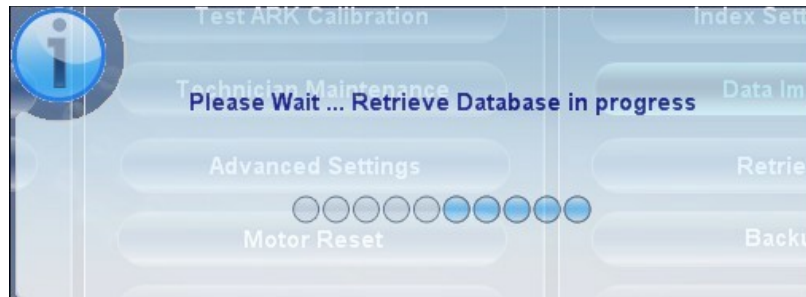 Test ARK Calibration
Index Sett
Technician Maintenance
Data Im
Please Wait ... Retrieve Database in progress
Advanced Settings
Retrie
Motor Reset
Backu